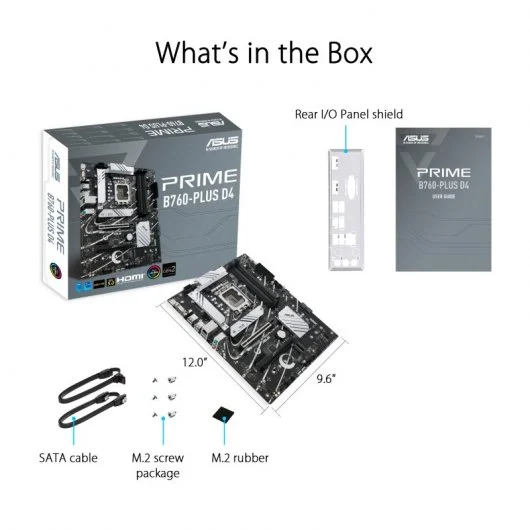 What's in the Box
Rear I/O Panel shield
ASUS
PRIME
B760-PLUS D4
PRIME
B760-PLUS D4
HDMI
ASUS
PRIME
B760-PLUS D4
USER GUIDE
12.0"
9.6"
SATA cable
M.2 screw
package
M.2 rubber